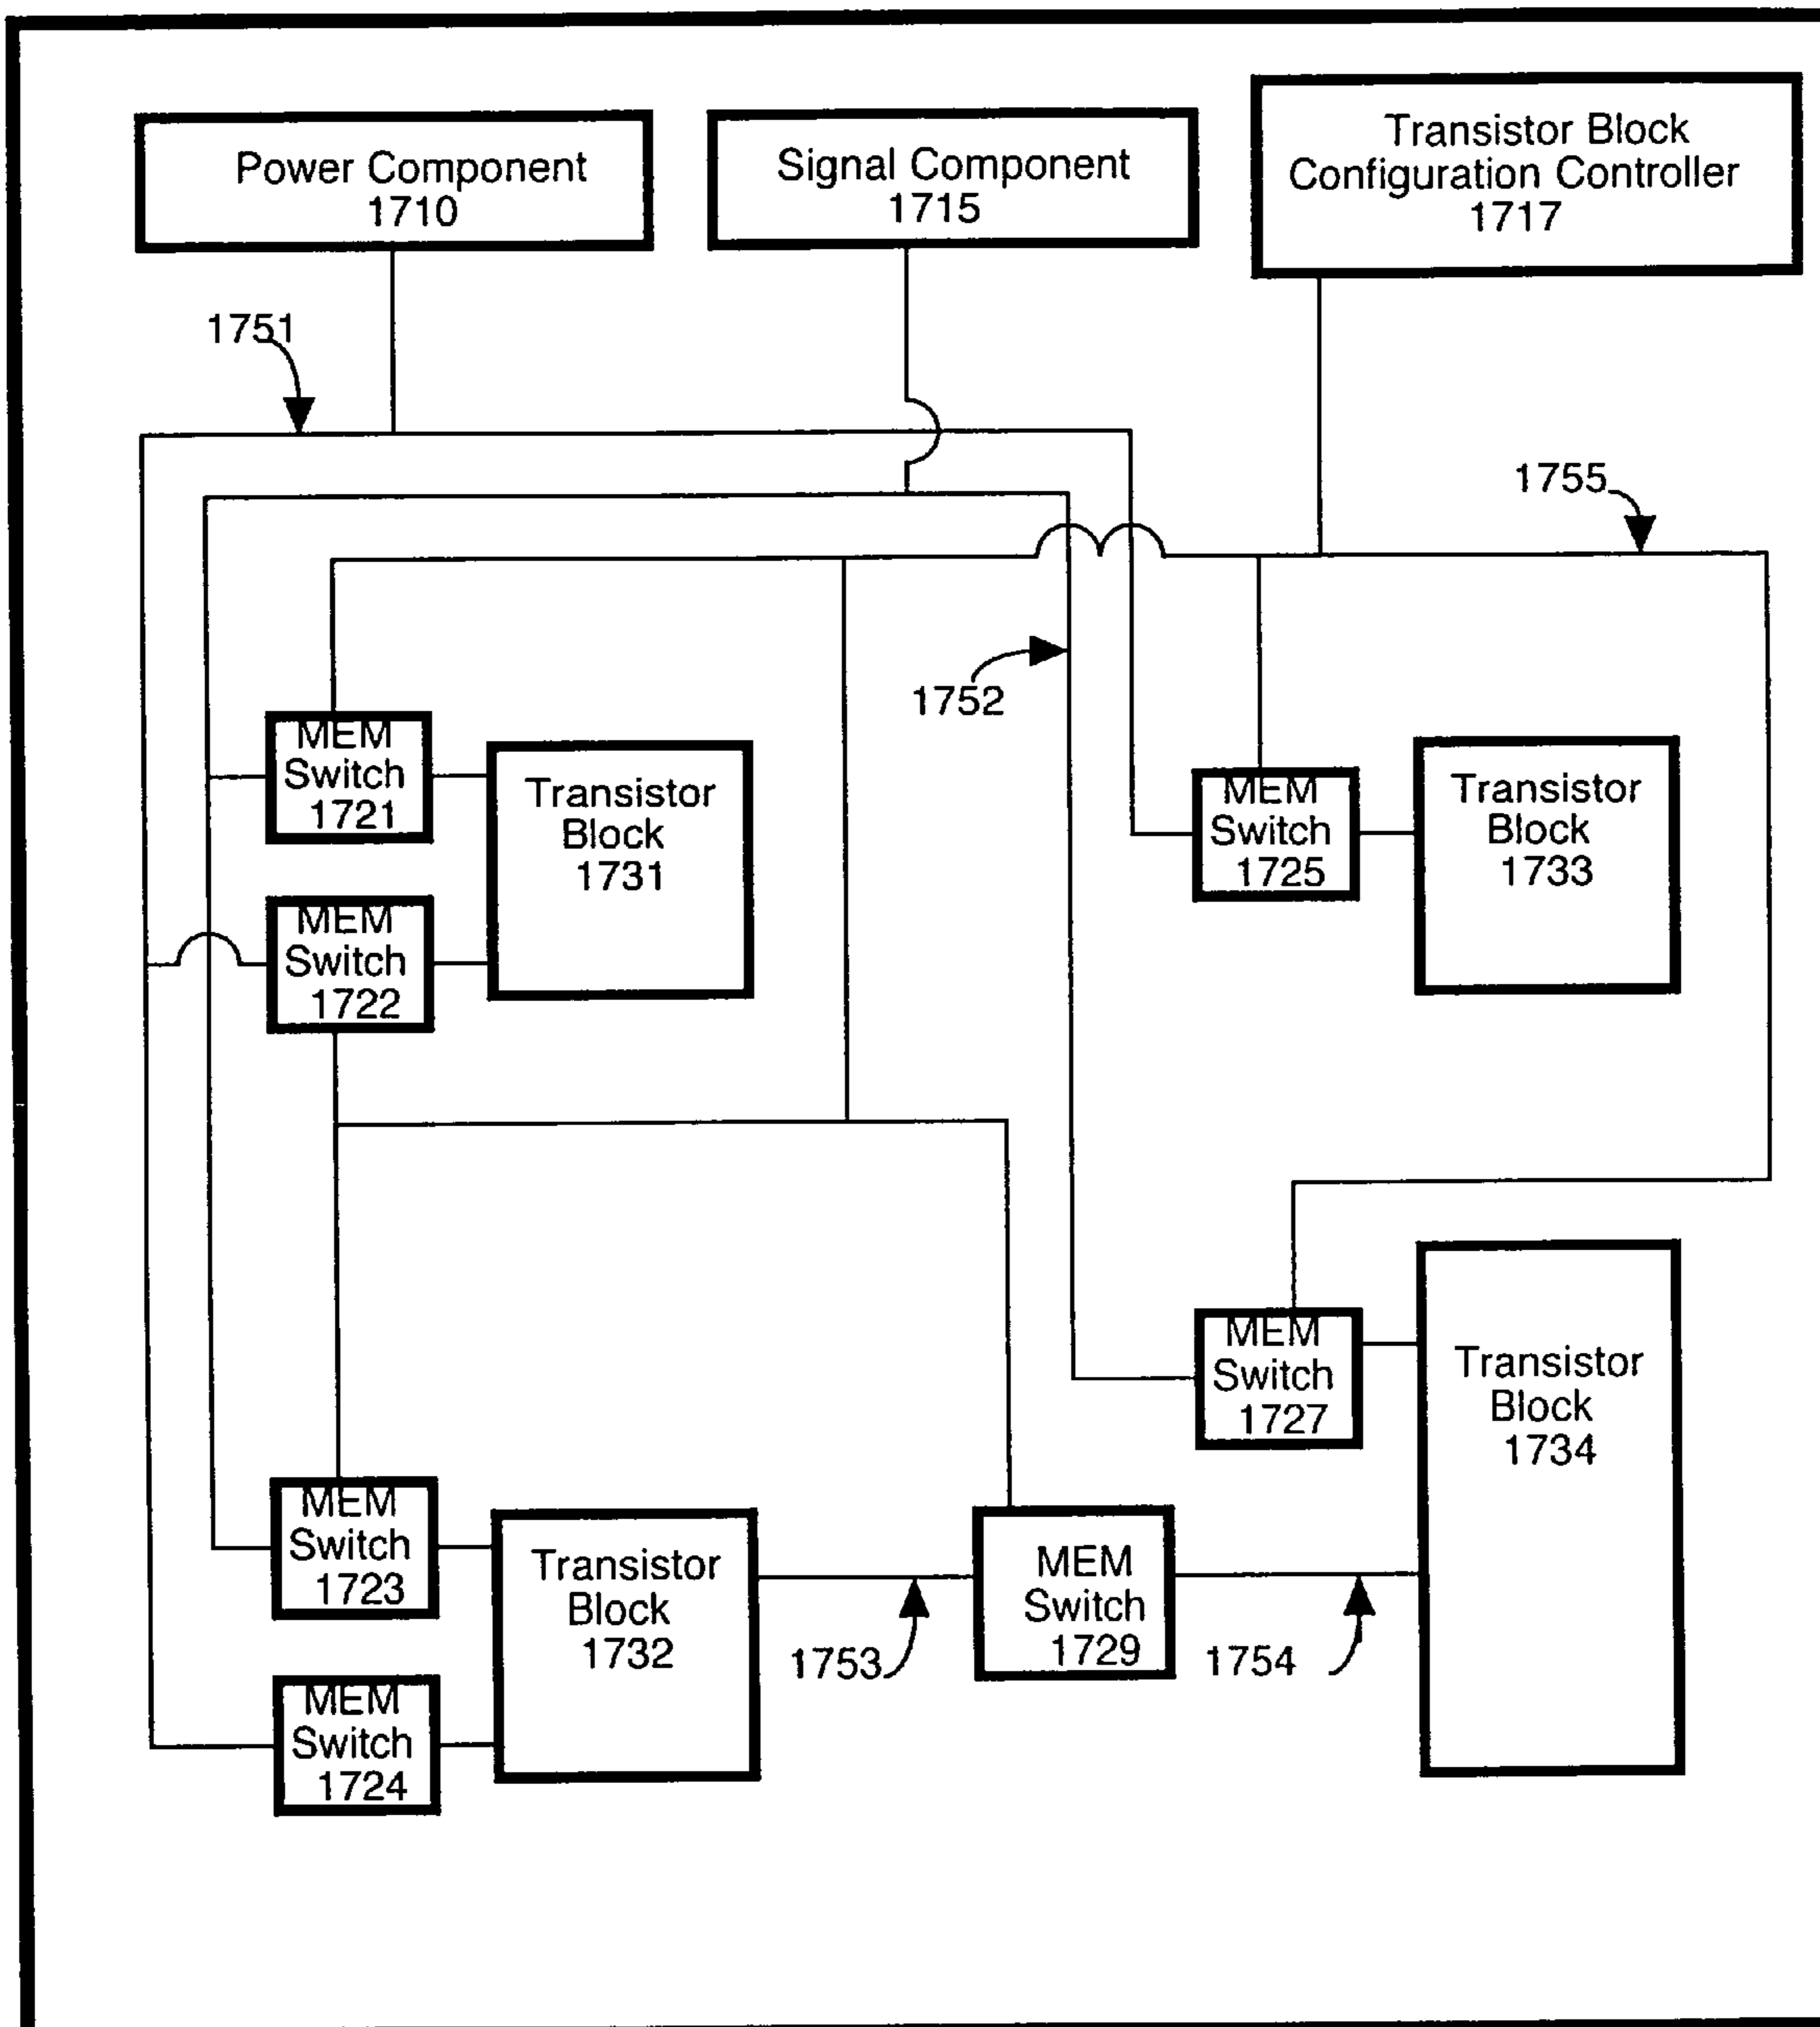 Power Component
1710
Signal Component
1715
Transistor Block
Configuration Controller
1717
1751
1755
1752
MEM
Switch
1721
Transistor
Block
1731
MEM
Switch
1722
MEM
Switch
1725
Transistor
Block
1733
MEM
Switch
1727
Transistor
Block
1734
MEM
Switch
1723
Transistor
Block
1732
MEM
Switch
1724
1753
MEM
Switch
1729
1754